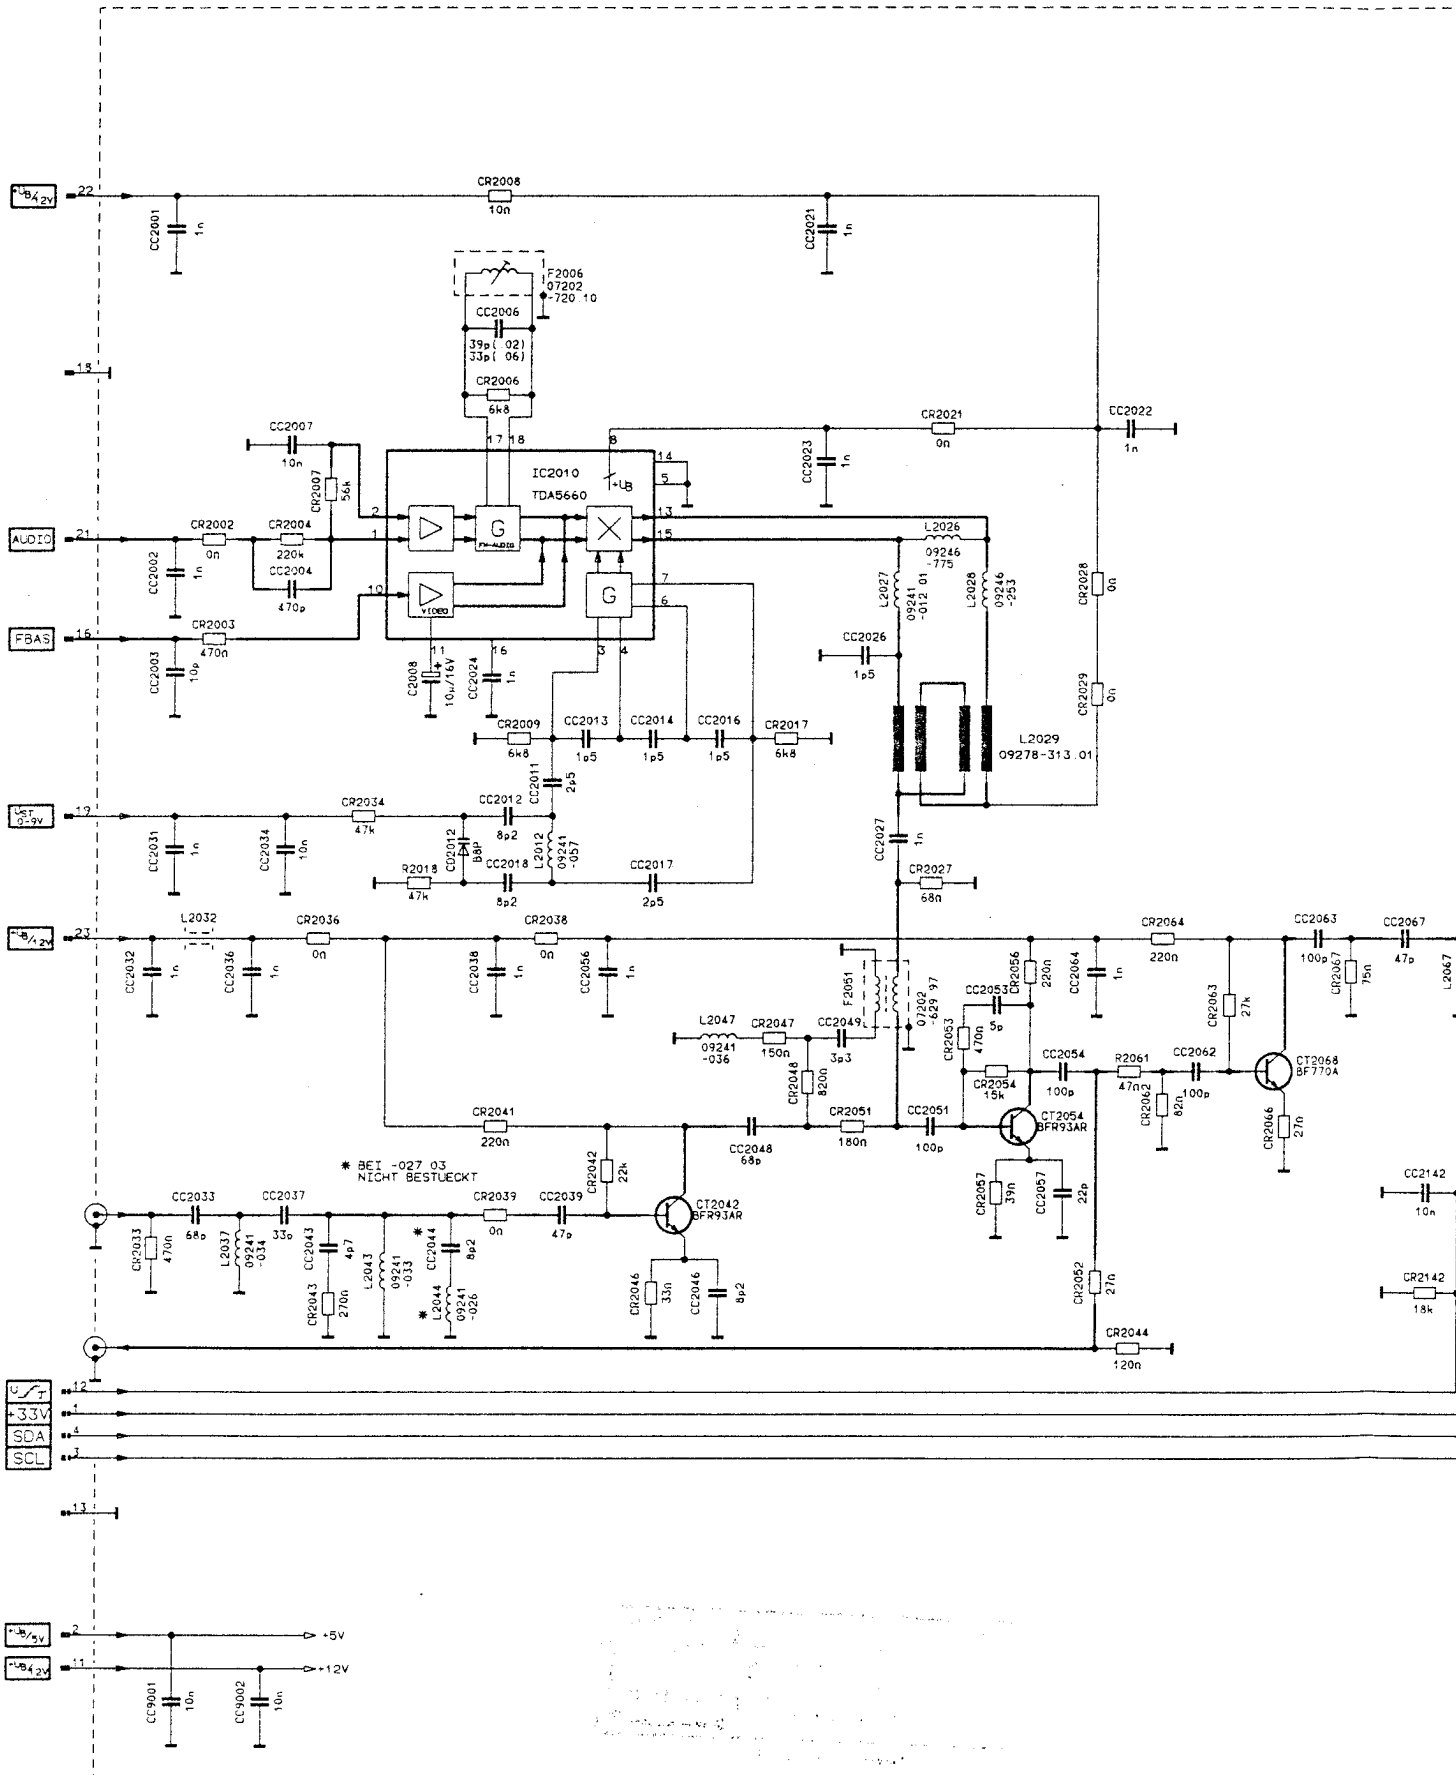 +UB/12V
22
CR2008
10n
CC2001
1n
CC2021
1n
F2006
07202
-720.10
CC2006
39p(.02)
33p(.06)
CR2006
6k8
17
18
8
CR2021
0n
CC2022
1n
CC2023
1n
CC2007
10n
CR2007
56k
IC2010
TDA5660
+UB
14
5
2
1
G
FM-AUDIO
13
15
AUDIO
21
CR2002
0n
CR2004
220k
CC2002
1n
CC2004
470p
10
VIDEO
G
7
6
L2026
09246
-775
L2027
09241
-012.01
L2028
09246
-253
CR2028
0n
FBAS
16
CR2003
470n
CC2003
10p
11
C2008
10µ/16V
+
16
CC2024
1n
3
4
CC2026
1p5
CR2029
0n
CR2009
6k8
CC2013
1p5
CC2014
1p5
CC2016
1p5
CR2017
6k8
L2029
09278-313.01
CC2011
2p5
UST
0-9V
19
CR2034
47k
CC2012
8p2
CC2031
1n
CC2034
10n
CD2012
BBP
L2012
09241
-057
R2018
47k
CC2018
8p2
CC2017
2p5
CC2027
1n
CR2027
68n
+UB/12V
23
L2032
CR2036
0n
CR2038
0n
CC2032
1n
CC2036
1n
CC2038
1n
CC2056
1n
F2051
07202
-629.97
CC2053
5p
CR2056
220n
CC2064
1n
CR2064
220n
CC2063
100p
CC2067
47p
CR2067
75n
L2067
CR2063
27k
L2047
09241
-036
CR2047
150n
CC2049
3p3
CR2048
820n
CR2053
470n
CR2054
15k
CC2054
100p
R2061
47n
CC2062
100p
CR2062
82n
CT2068
BF770A
CR2066
27n
CR2041
220n
CC2048
68p
CR2051
180n
CC2051
100p
CT2054
BFR93AR
CR2057
39n
CC2057
22p
* BEI -027 03
NICHT BESTUECKT
CR2042
22k
CT2042
BFR93AR
CC2142
10n
CC2033
68p
CC2037
33p
CR2039
0n
CC2039
47p
CR2033
470n
L2037
09241
-034
CC2043
4p7
CR2043
270n
L2043
09241
-033
*
CC2044
8p2
*
L2044
09241
-026
CR2046
33n
CC2046
8p2
CR2052
27n
CR2142
18k
CR2044
120n
12
+33V
1
SDA
4
SCL
3
13
+UB/5V
2
+5V
+UB/12V
11
+12V
CC9001
10n
CC9002
10n